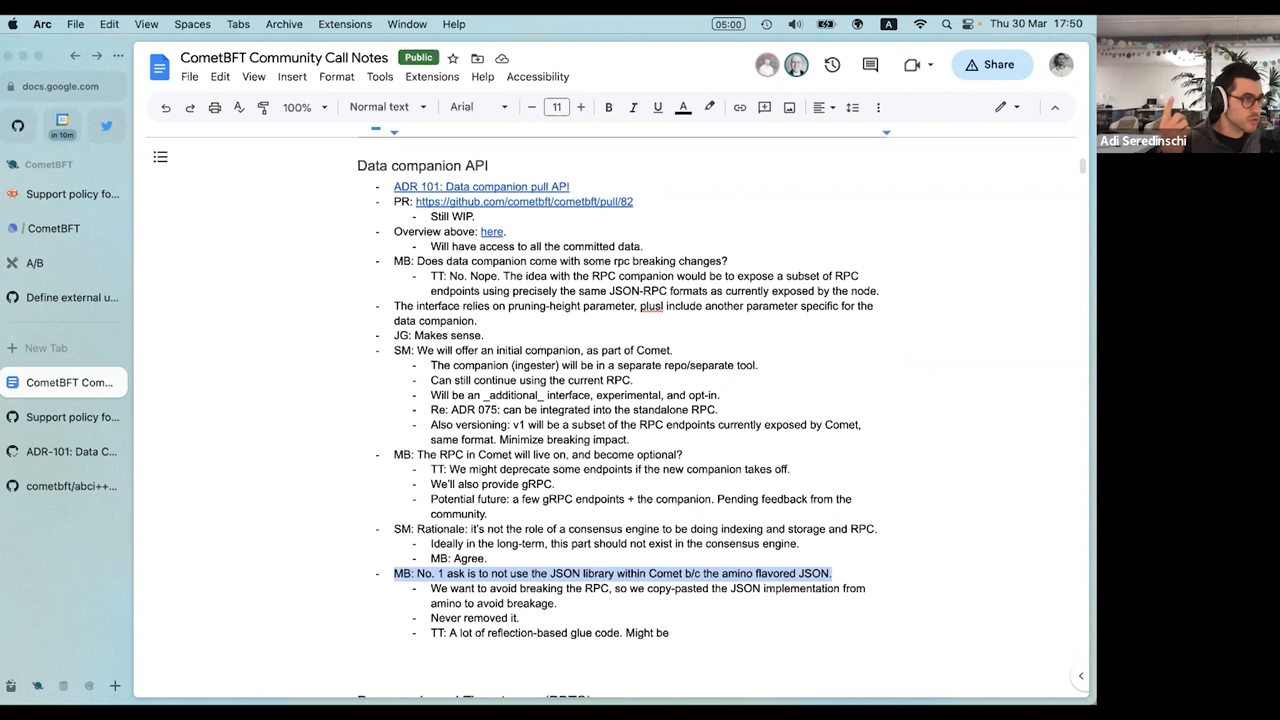 Arc File Edit View Spaces Tabs Archive Extensions Window Help 05:00 A Thu 30 Mar 17:50
docs.google.com
in 10m
CometBFT
Support policy fo...
/ CometBFT
A/B
Define external u...
New Tab
CometBFT Com...
Support policy fo...
ADR-101: Data C...
cometbft/abci++...
CometBFT Community Call Notes Public
File Edit View Insert Format Tools Extensions Help Accessibility
Share
100% Normal text Arial 11 B I U A
Data companion API
- ADR 101: Data companion pull API
- PR: https://github.com/cometbft/cometbft/pull/82
- Still WIP.
- Overview above: here.
- Will have access to all the committed data.
- MB: Does data companion come with some rpc breaking changes?
- TT: No. Nope. The idea with the RPC companion would be to expose a subset of RPC
endpoints using precisely the same JSON-RPC formats as currently exposed by the node.
- The interface relies on pruning-height parameter, plusI include another parameter specific for the
data companion.
- JG: Makes sense.
- SM: We will offer an initial companion, as part of Comet.
- The companion (ingester) will be in a separate repo/separate tool.
- Can still continue using the current RPC.
- Will be an _additional_ interface, experimental, and opt-in.
- Re: ADR 075: can be integrated into the standalone RPC.
- Also versioning: v1 will be a subset of the RPC endpoints currently exposed by Comet,
same format. Minimize breaking impact.
- MB: The RPC in Comet will live on, and become optional?
- TT: We might deprecate some endpoints if the new companion takes off.
- We'll also provide gRPC.
- Potential future: a few gRPC endpoints + the companion. Pending feedback from the
community.
- SM: Rationale: it's not the role of a consensus engine to be doing indexing and storage and RPC.
- Ideally in the long-term, this part should not exist in the consensus engine.
- MB: Agree.
- MB: No. 1 ask is to not use the JSON library within Comet b/c the amino flavored JSON.
- We want to avoid breaking the RPC, so we copy-pasted the JSON implementation from
amino to avoid breakage.
- Never removed it.
- TT: A lot of reflection-based glue code. Might be
Adi Seredinschi